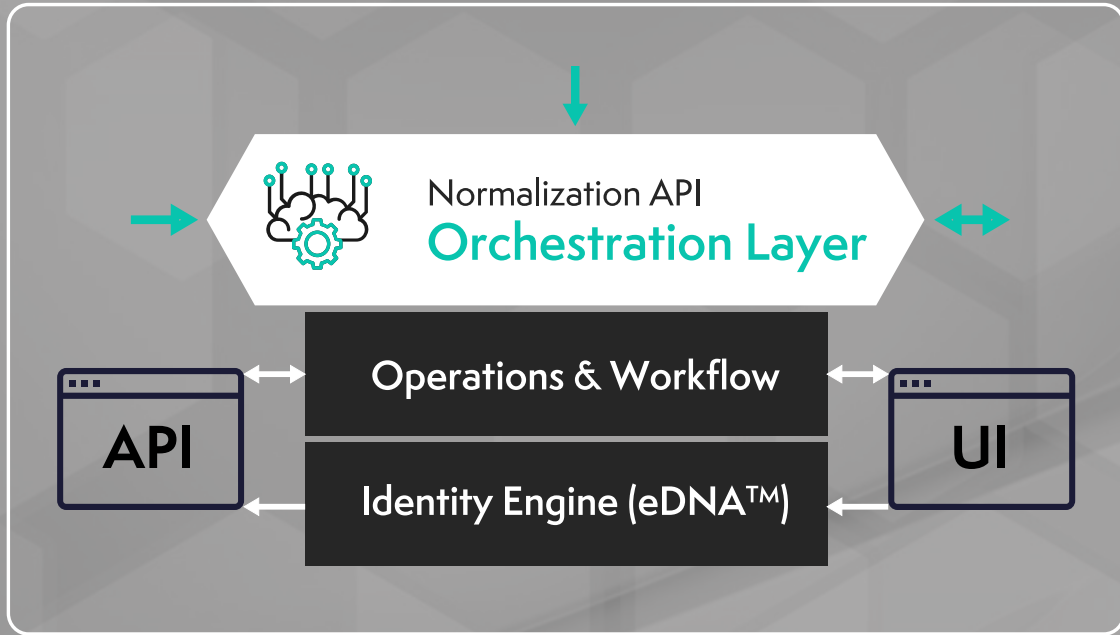 Normalization API
Orchestration Layer
Operations & Workflow
API
UI
Identity Engine (eDNA™)